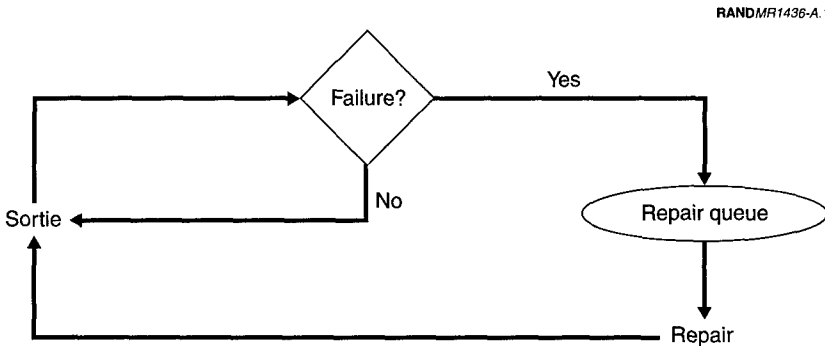 RANDMR1436-A.
Failure?
Yes
No
Sortie
Repair queue
Repair